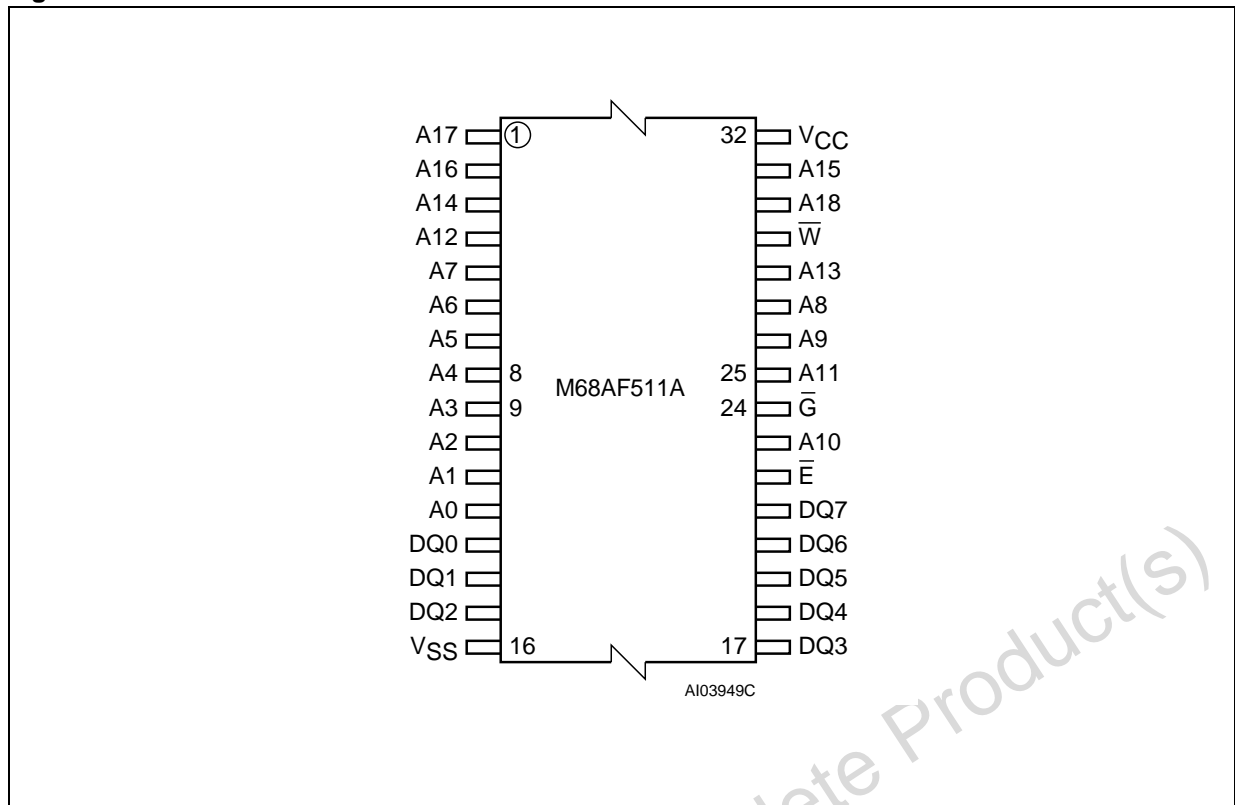 A17 1 32 VCC
A16 A15
A14 A18
A12 W̅
A7 A13
A6 A8
A5 A9
A4 8 M68AF511A 25 A11
A3 9 24 G̅
A2 A10
A1 E̅
A0 DQ7
DQ0 DQ6
DQ1 DQ5
DQ2 DQ4
VSS 16 17 DQ3
AI03949C
Product(s)